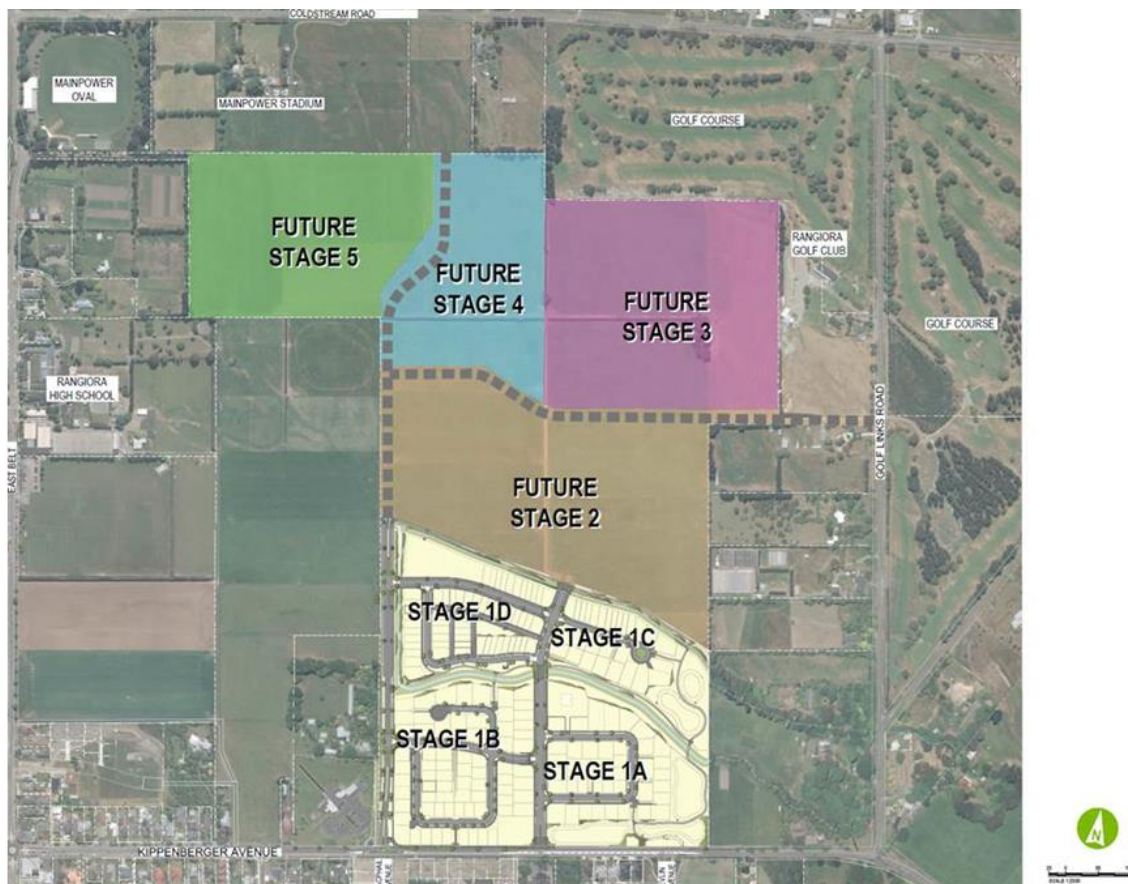 COLDSTREAM ROAD
MAINPOWER
OVAL
MAINPOWER STADIUM
GOLF COURSE
FUTURE
STAGE 5
FUTURE
STAGE 4
RANGIORA
GOLF CLUB
FUTURE
STAGE 3
GOLF COURSE
RANGIORA
HIGH SCHOOL
EAST BELT
GOLF LINKS ROAD
FUTURE
STAGE 2
STAGE 1D
STAGE 1C
STAGE 1B
STAGE 1A
KIPPENBERGER AVENUE
AVENUE
AVENUE
N